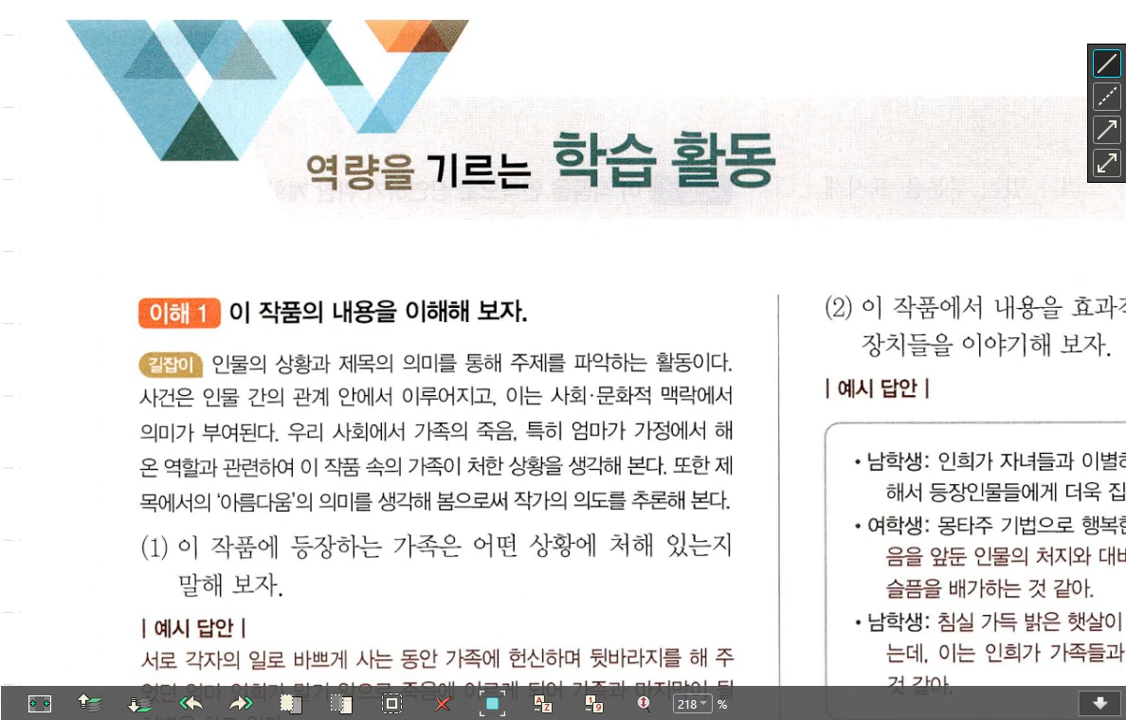 역량을 기르는 학습 활동
이해 1 이 작품의 내용을 이해해 보자.
길잡이 인물의 상황과 제목의 의미를 통해 주제를 파악하는 활동이다.
사건은 인물 간의 관계 안에서 이루어지고, 이는 사회·문화적 맥락에서
의미가 부여된다. 우리 사회에서 가족의 죽음, 특히 엄마가 가정에서 해
온 역할과 관련하여 이 작품 속의 가족이 처한 상황을 생각해 본다. 또한 제
목에서의 '아름다움'의 의미를 생각해 봄으로써 작가의 의도를 추론해 본다.
(1) 이 작품에 등장하는 가족은 어떤 상황에 처해 있는지
말해 보자.
| 예시 답안 |
서로 각자의 일로 바쁘게 사는 동안 가족에 헌신하며 뒷바라지를 해 주
(2) 이 작품에서 내용을 효과
장치들을 이야기해 보자.
| 예시 답안 |
• 남학생: 인희가 자녀들과 이별
해서 등장인물들에게 더욱 집
• 여학생: 몽타주 기법으로 행복
음을 앞둔 인물의 처지와 대
슬픔을 배가하는 것 같아.
• 남학생: 침실 가득 밝은 햇살이
는데, 이는 인희가 가족들과
것 같아.
218 %